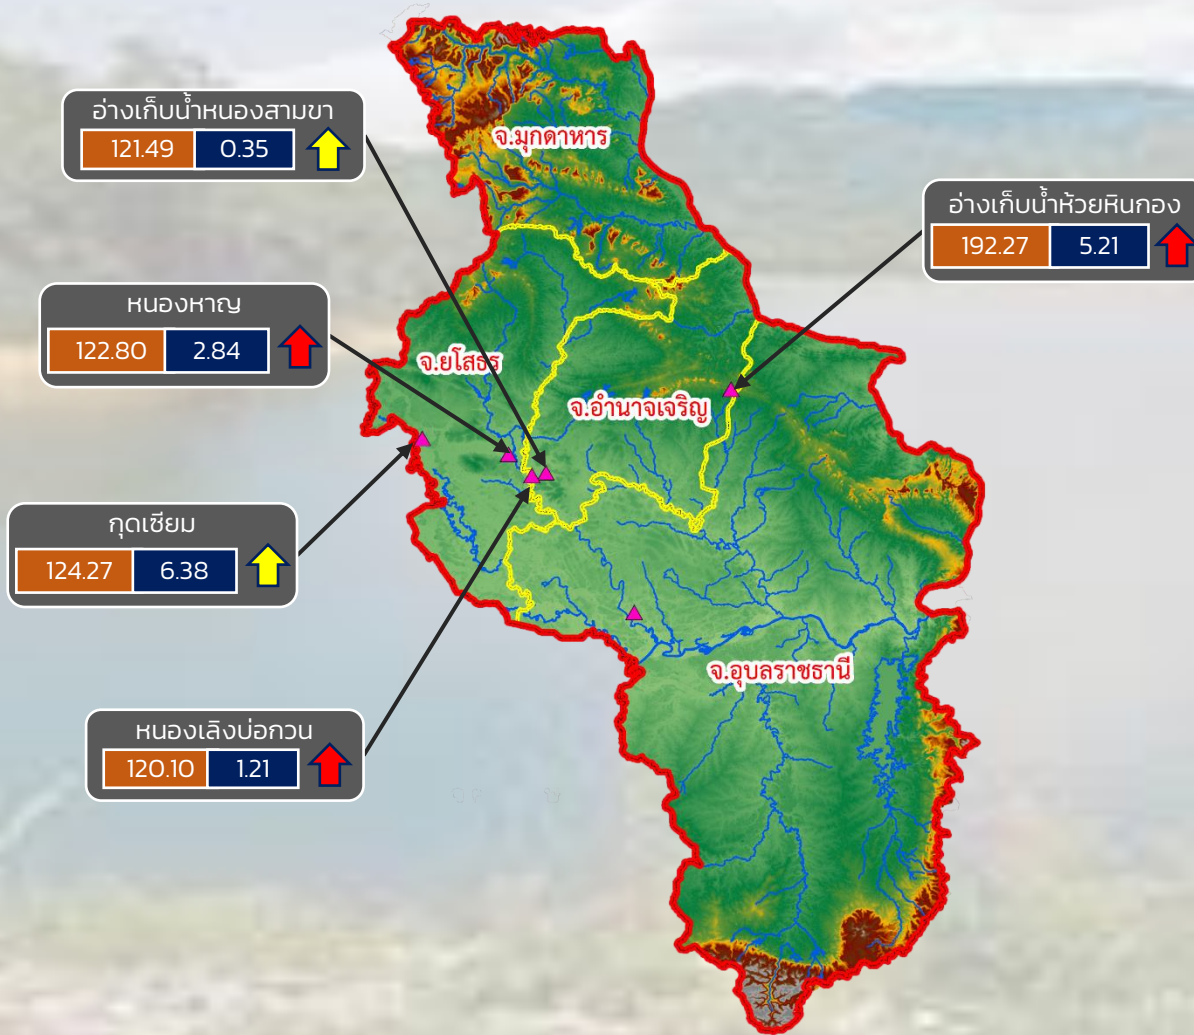 อ่างเก็บน้ำหนองสามขา
121.49 0.35
จ.มุกดาหาร
อ่างเก็บน้ำห้วยหินกอง
192.27 5.21
หนองหาญ
122.80 2.84
จ.ยโสธร
จ.อำนาจเจริญ
กุดเซียม
124.27 6.38
จ.อุบลราชธานี
หนองเลิงบ่อกวน
120.10 1.21